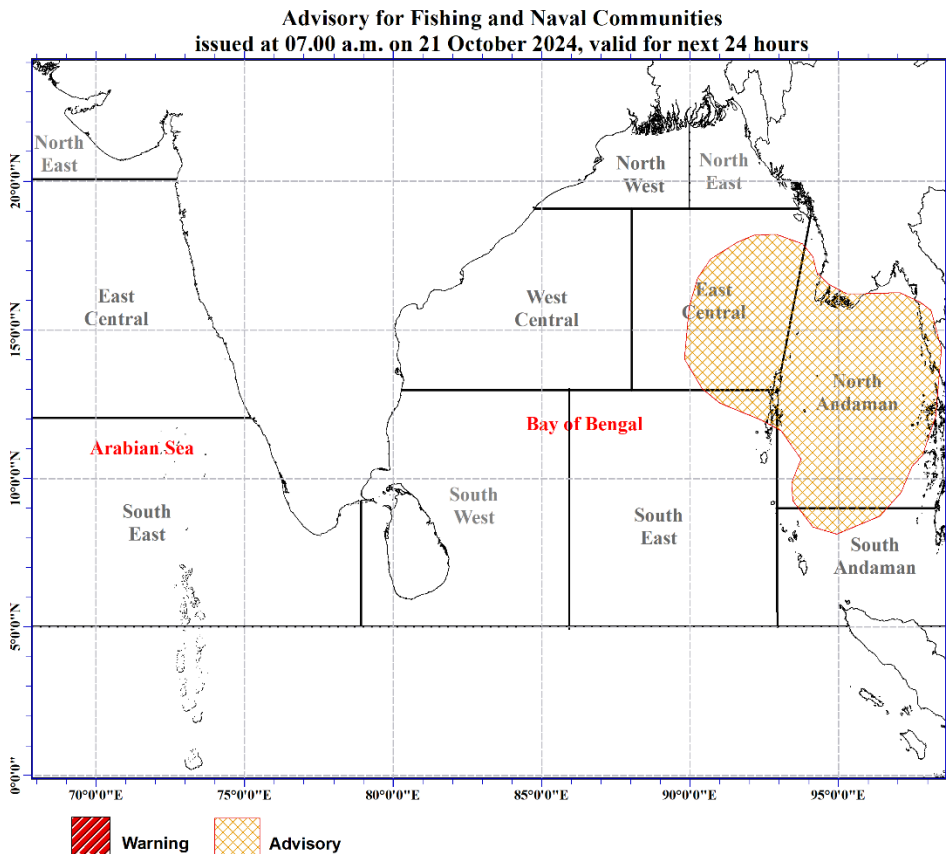 Advisory for Fishing and Naval Communities
issued at 07.00 a.m. on 21 October 2024, valid for next 24 hours
North
East
North
West
North
East
20°0'0"N
East
Central
West
Central
East
Central
15°0'0"N
North
Andaman
Bay of Bengal
Arabian Sea
10°0'0"N
South
East
South
West
South
East
South
Andaman
5°0'0"N
0°0'0"
70°0'0"E
75°0'0"E
80°0'0"E
85°0'0"E
90°0'0"E
95°0'0"E
Warning
Advisory